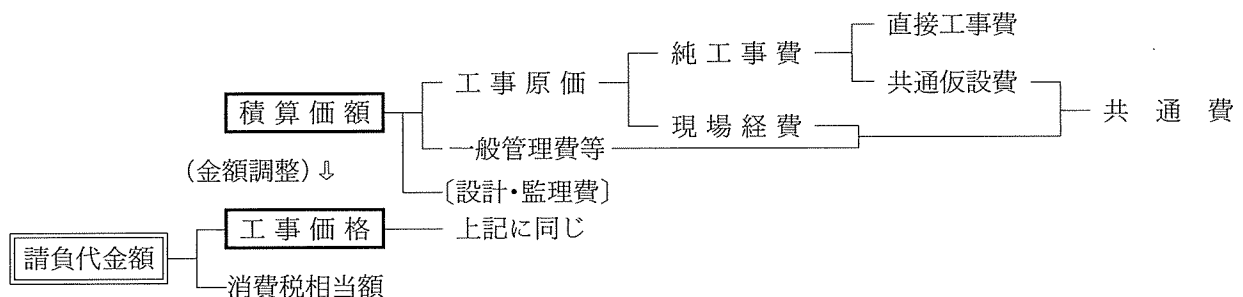 直接工事費
純工事費
共通仮設費
工事原価
共通費
積算価額
現場経費
一般管理費等
(金額調整)⇩
〔設計・監理費〕
工事価格
上記に同じ
請負代金額
消費税相当額